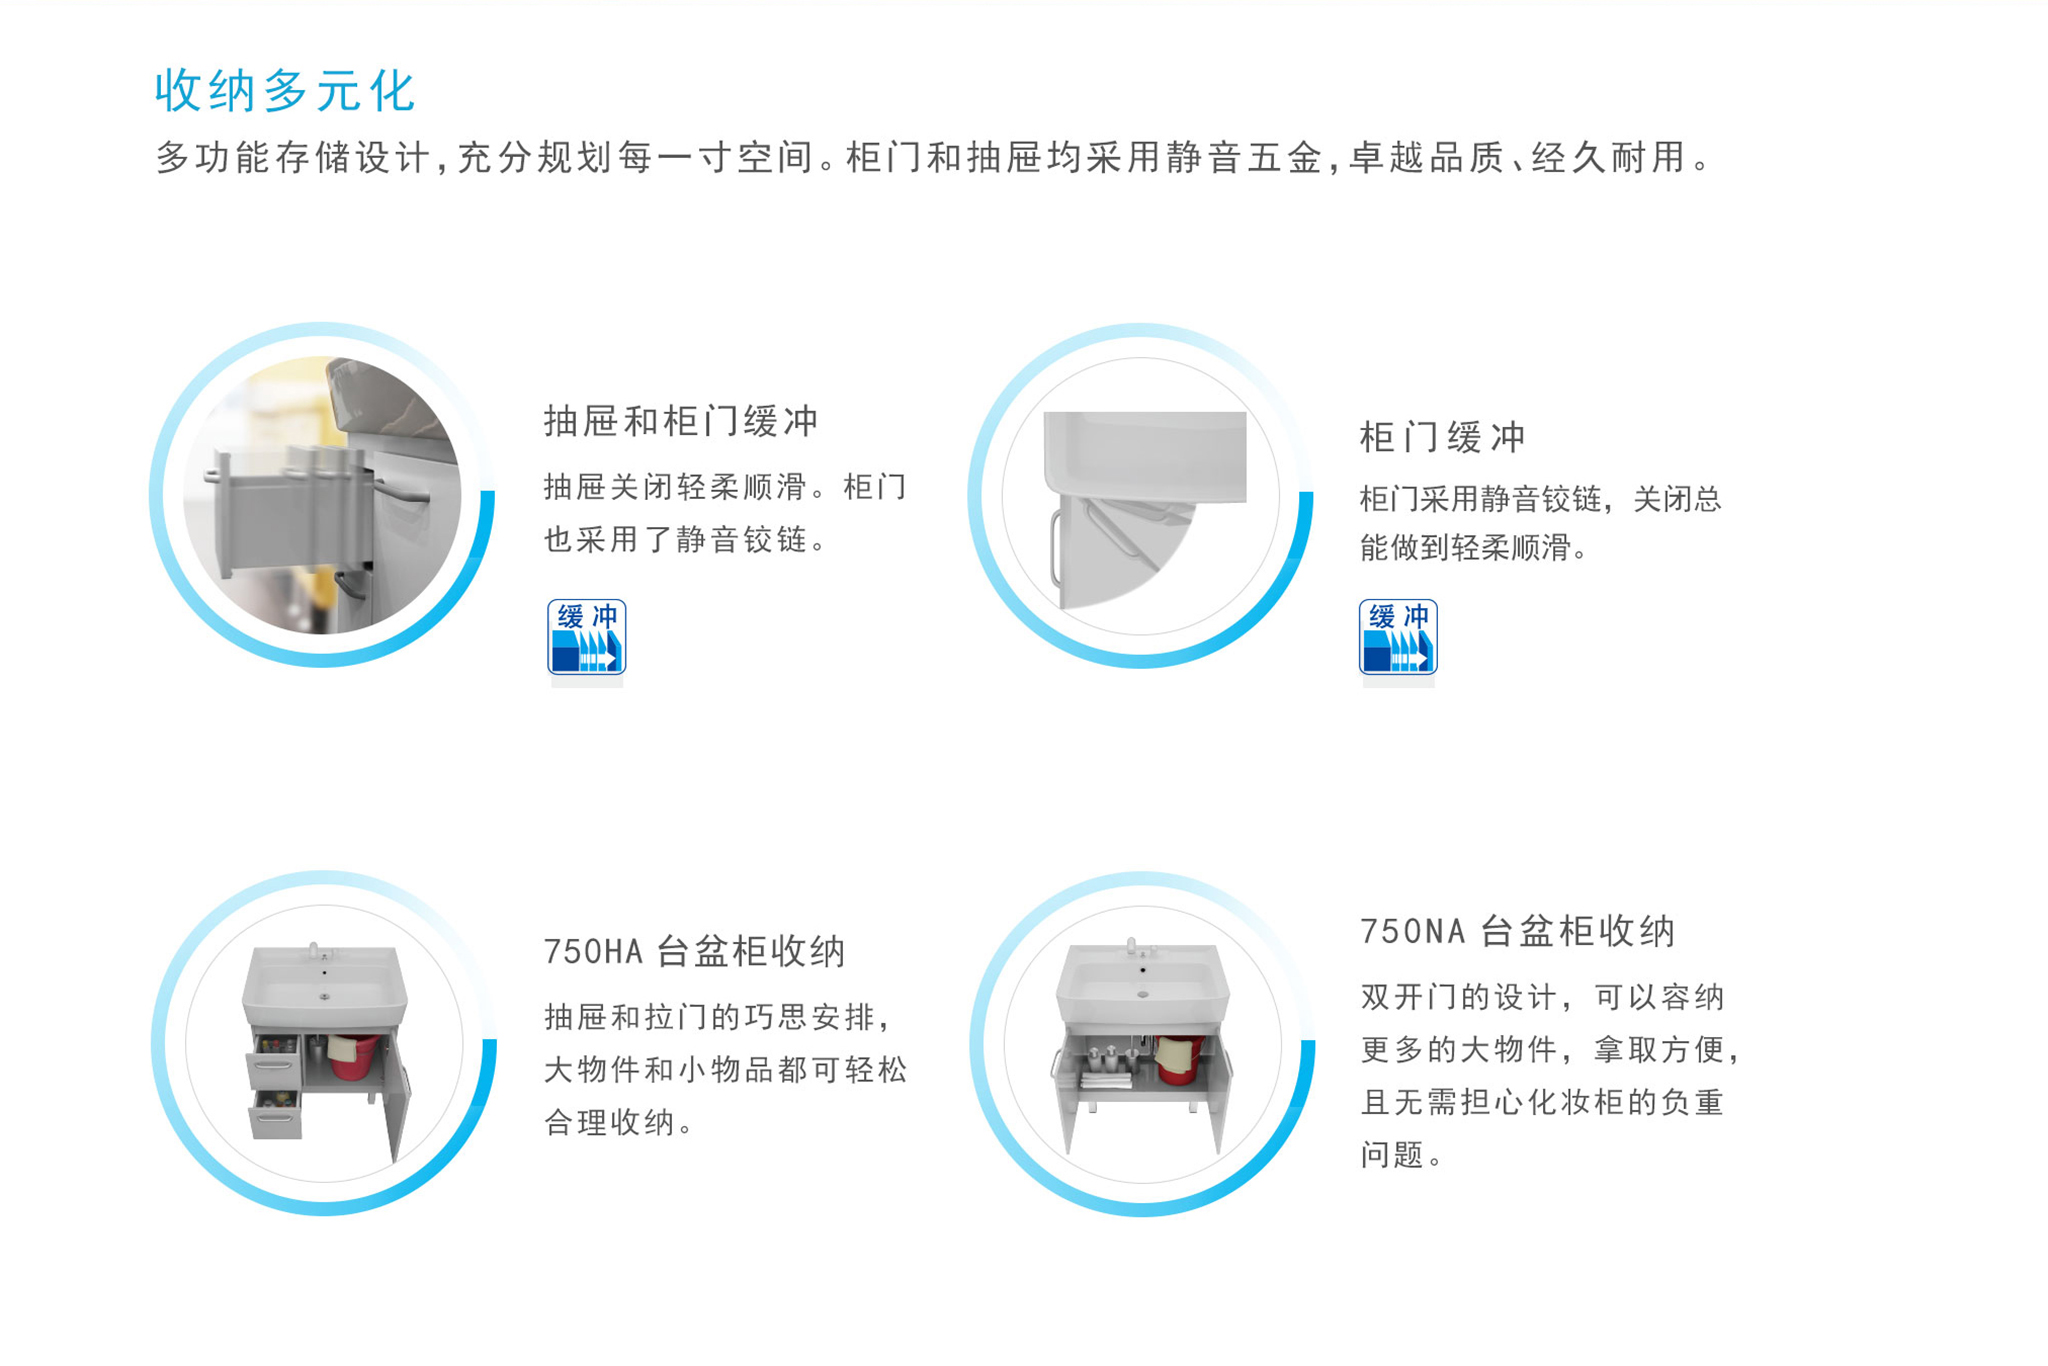 收纳多元化
多功能存储设计，充分规划每一寸空间。柜门和抽屉均采用静音五金，卓越品质、经久耐用。
抽屉和柜门缓冲
抽屉关闭轻柔顺滑。柜门
也采用了静音铰链。
缓冲
柜门缓冲
柜门采用静音铰链，关闭总
能做到轻柔顺滑。
缓冲
750HA 台盆柜收纳
抽屉和拉门的巧思安排，
大物件和小物品都可轻松
合理收纳。
750NA 台盆柜收纳
双开门的设计，可以容纳
更多的大物件，拿取方便，
且无需担心化妆柜的负重
问题。